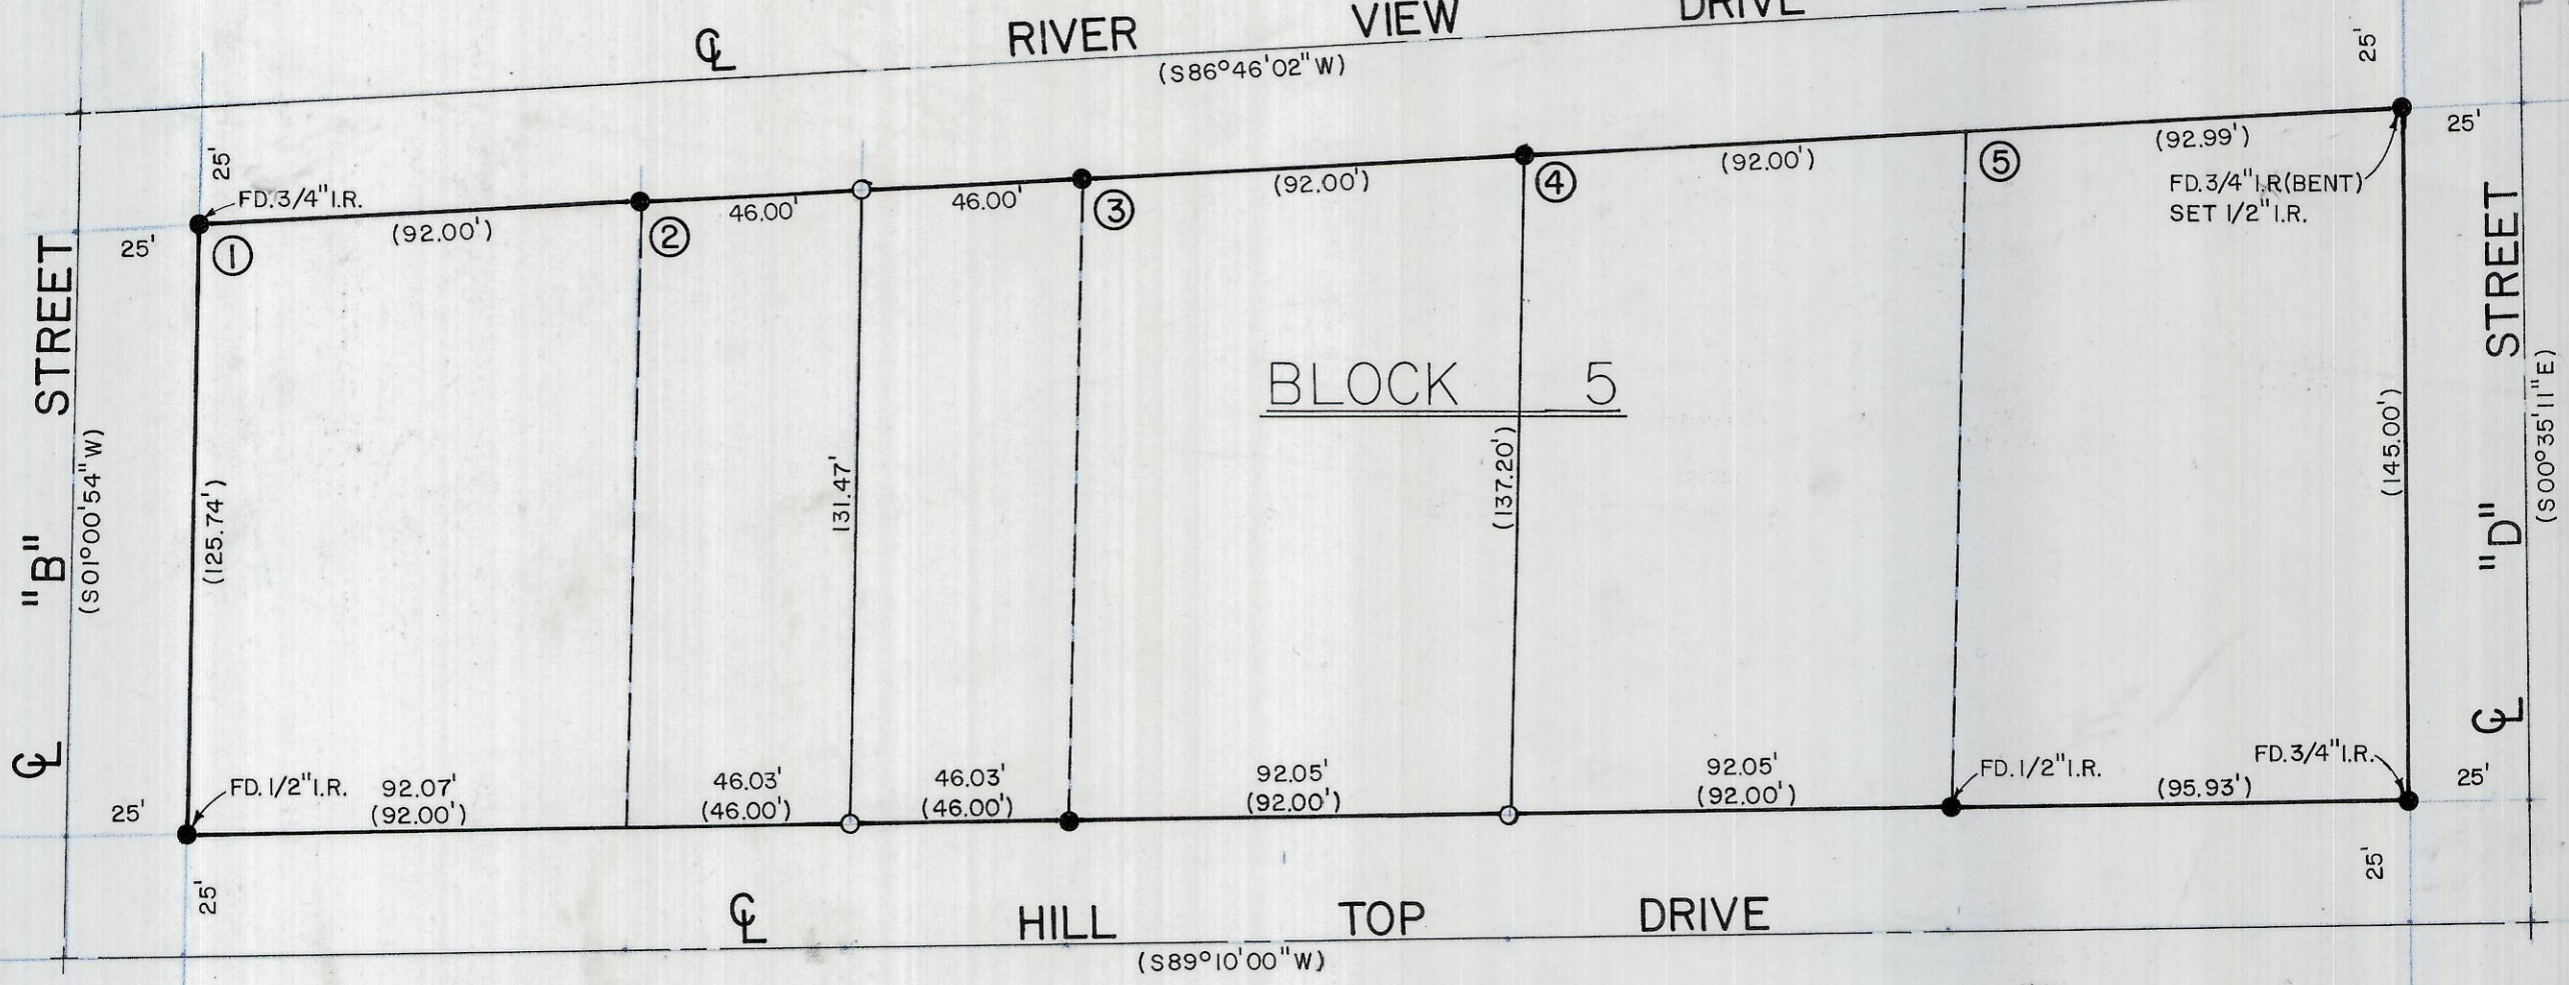 ℄ RIVER VIEW DRIVE
(S86°46'02"W)
25'
25'
25'
25'
FD.3/4"I.R.
(92.00')
46.00'
46.00'
(92.00')
(92.00')
(92.99')
FD.3/4"I.R(BENT)
SET 1/2"I.R.
① ② ③ ④ ⑤
℄ "B" STREET
(S01°00'54"W)
(125.74')
131.47'
BLOCK 5
(137.20')
(145.00')
℄ "D" STREET
(S00°35'11"E)
FD.1/2"I.R.
92.07'
(92.00')
46.03'
(46.00')
46.03'
(46.00')
92.05'
(92.00')
92.05'
(92.00')
FD.1/2"I.R.
FD.3/4"I.R.
(95.93')
25'
25'
25'
25'
℄ HILL TOP DRIVE
(S89°10'00"W)